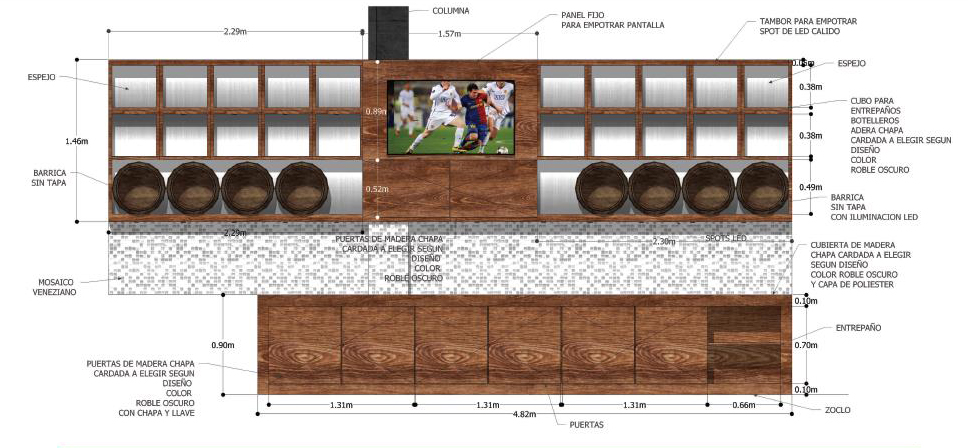 COLUMNA
PANEL FIJO
PARA EMPOTRAR PANTALLA
TAMBOR PARA EMPOTRAR
SPOT DE LED CALIDO
2.29m
1.57m
ESPEJO
ESPEJO
0.38m
0.89m
CUBO PARA
ENTREPAÑOS
BOTELLEROS
ADERA CHAPA
CARDADA A ELEGIR SEGUN
DISEÑO
COLOR
ROBLE OSCURO
1.46m
0.38m
BARRICA
SIN TAPA
0.52m
0.49m
BARRICA
SIN TAPA
CON ILUMINACION LED
2.29m
PUERTAS DE MADERA CHAPA
CARDADA A ELEGIR SEGUN
DISEÑO
COLOR
ROBLE OSCURO
2.30m
SPOTS LED
CUBIERTA DE MADERA
CHAPA CARDADA A ELEGIR
SEGUN DISEÑO
COLOR ROBLE OSCURO
Y CAPA DE POLIESTER
MOSAICO
VENEZIANO
0.10m
ENTREPAÑO
0.90m
0.70m
PUERTAS DE MADERA CHAPA
CARDADA A ELEGIR SEGUN
DISEÑO
COLOR
ROBLE OSCURO
CON CHAPA Y LLAVE
0.10m
1.31m
1.31m
1.31m
0.66m
4.82m
ZOCLO
PUERTAS